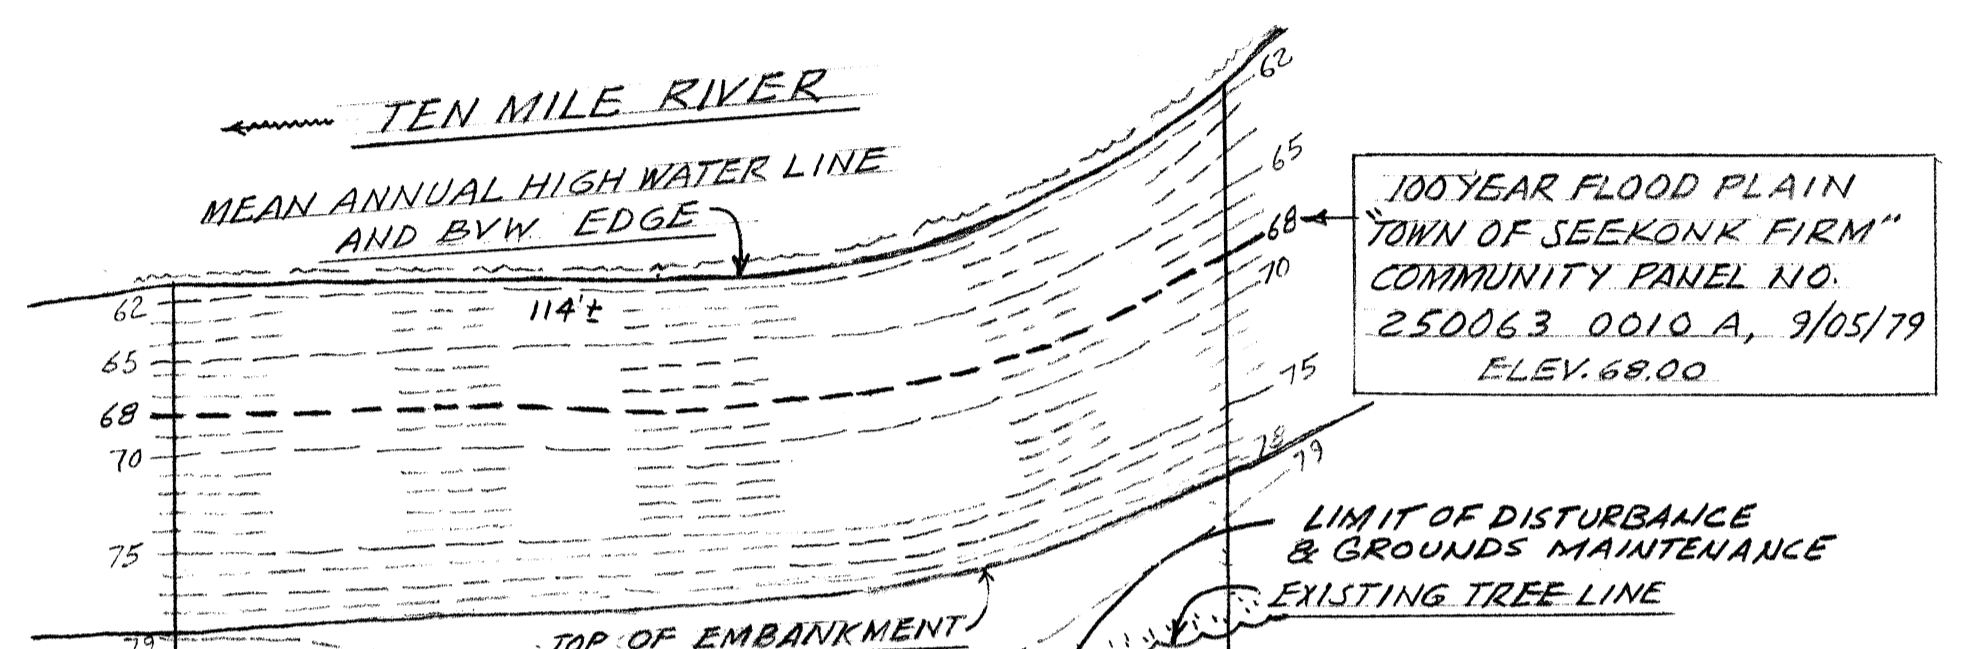 TEN MILE RIVER
MEAN ANNUAL HIGH WATER LINE
AND BVW. EDGE
62
65
68
70
75
79
114'±
62
65
68
70
75
78
79
100 YEAR FLOOD PLAIN
"TOWN OF SEEKONK FIRM"
COMMUNITY PANEL NO.
250063 0010 A, 9/05/79
ELEV. 68.00
LIMIT OF DISTURBANCE
& GROUNDS MAINTENANCE
EXISTING TREE LINE
TOP OF EMBANKMENT